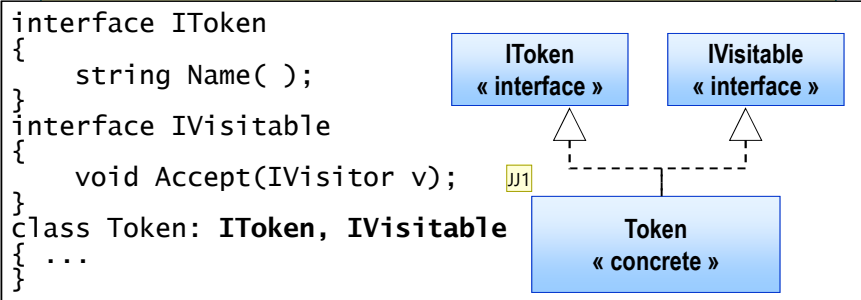 interface IToken
{
    string Name( );
}
interface IVisitable
{
    void Accept(IVisitor v);
}
class Token: IToken, IVisitable
{ ...
}
IToken
« interface »
IVisitable
« interface »
JJ1
Token
« concrete »